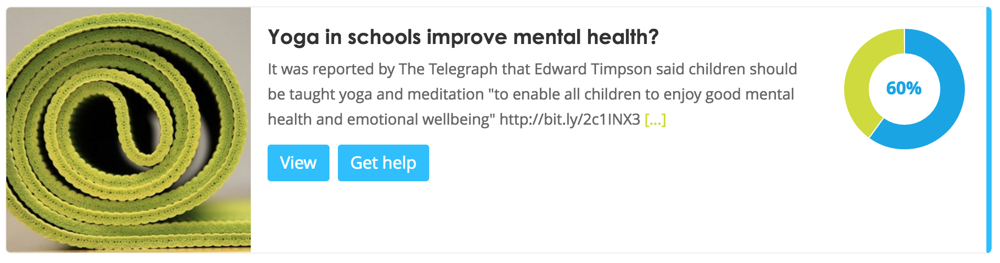 Yoga in schools improve mental health?
It was reported by The Telegraph that Edward Timpson said children should
be taught yoga and meditation "to enable all children to enjoy good mental
health and emotional wellbeing" http://bit.ly/2c1INX3 [...]
View
Get help
60%